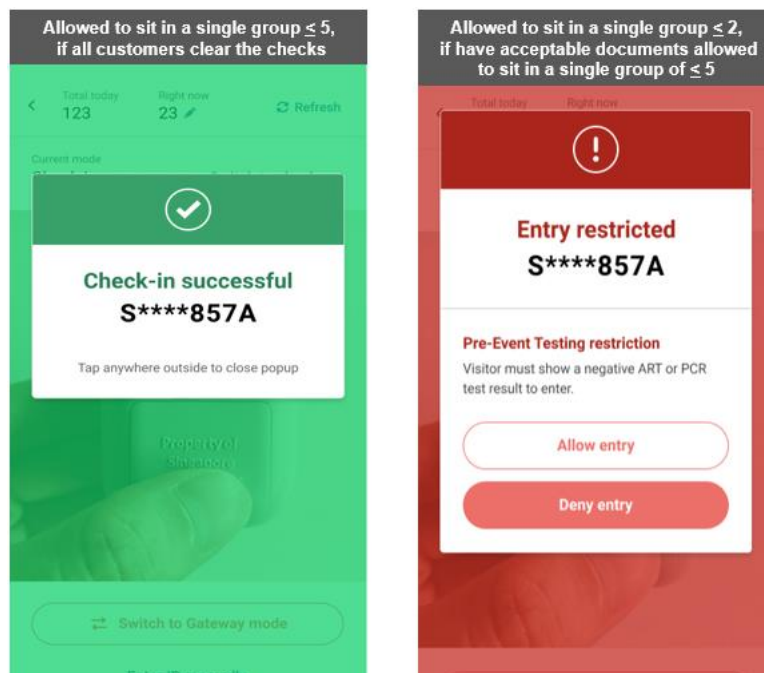 Allowed to sit in a single group ≤ 5,
if all customers clear the checks
Total today
Right now
123
23
Refresh
Current mode
Check-in successful
S****857A
Tap anywhere outside to close popup
Property of
Singapore
Switch to Gateway mode
Allowed to sit in a single group ≤ 2,
if have acceptable documents allowed
to sit in a single group of ≤ 5
Total today
Right now
Entry restricted
S****857A
Pre-Event Testing restriction
Visitor must show a negative ART or PCR
test result to enter.
Allow entry
Deny entry